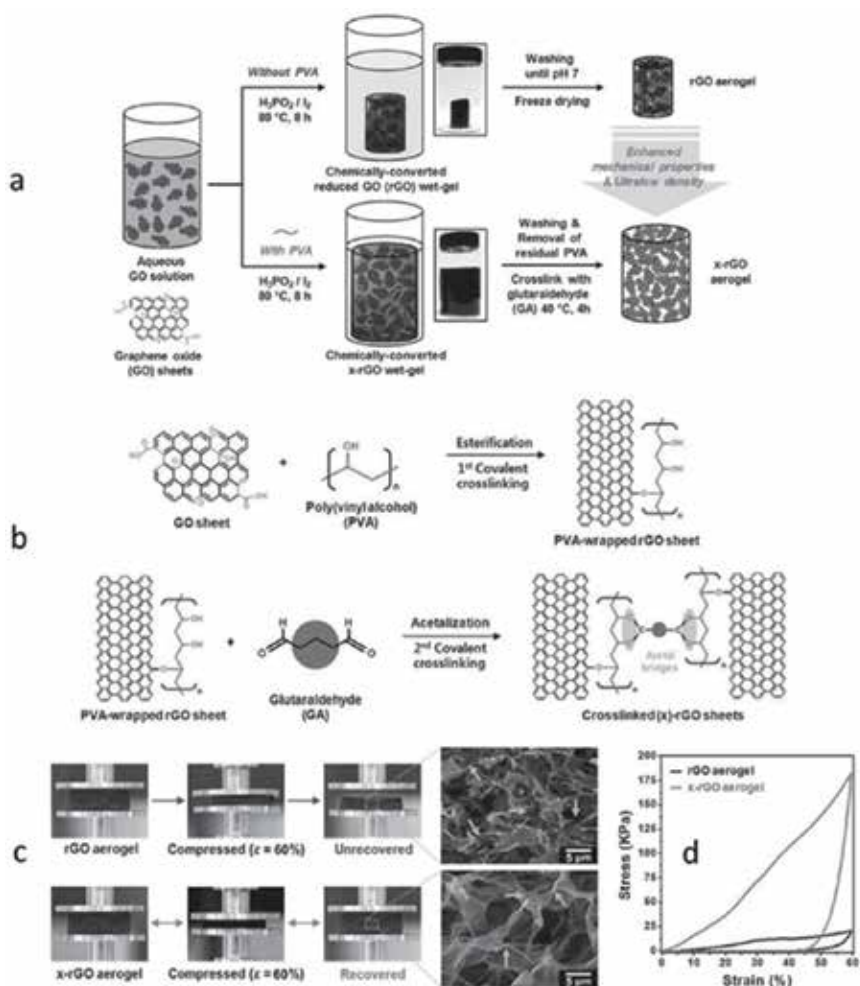 a
Aqueous
GO solution
Graphene oxide
(GO) sheets
Without PVA
H₃PO₂ / I₂
80 °C, 8 h
Chemically-converted
reduced GO (rGO) wet-gel
Washing
until pH 7
Freeze drying
rGO aerogel
Enhanced
mechanical properties
& Ultralow density
With PVA
H₃PO₂ / I₂
80 °C, 8 h
Chemically-converted
x-rGO wet-gel
Washing &
Removal of
residual PVA
Crosslink with
glutaraldehyde
(GA) 40 °C, 4h
x-rGO
aerogel
b
GO sheet
+
OH
n
Poly(vinyl alcohol)
(PVA)
Esterification
1st Covalent
crosslinking
OH
OH
O
n
PVA-wrapped rGO sheet
OH
OH
O
n
PVA-wrapped rGO sheet
+
H
H
O
O
Glutaraldehyde
(GA)
Acetalization
2nd Covalent
crosslinking
Acetal
bridges
O
O
n
n
Crosslinked (x)-rGO sheets
c
rGO aerogel
Compressed (ε = 60%)
Unrecovered
5 μm
x-rGO aerogel
Compressed (ε = 60%)
Recovered
5 μm
d
rGO aerogel
x-rGO aerogel
Stress (KPa)
200
175
150
125
100
75
50
25
0
0 10 20 30 40 50 60
Strain (%)